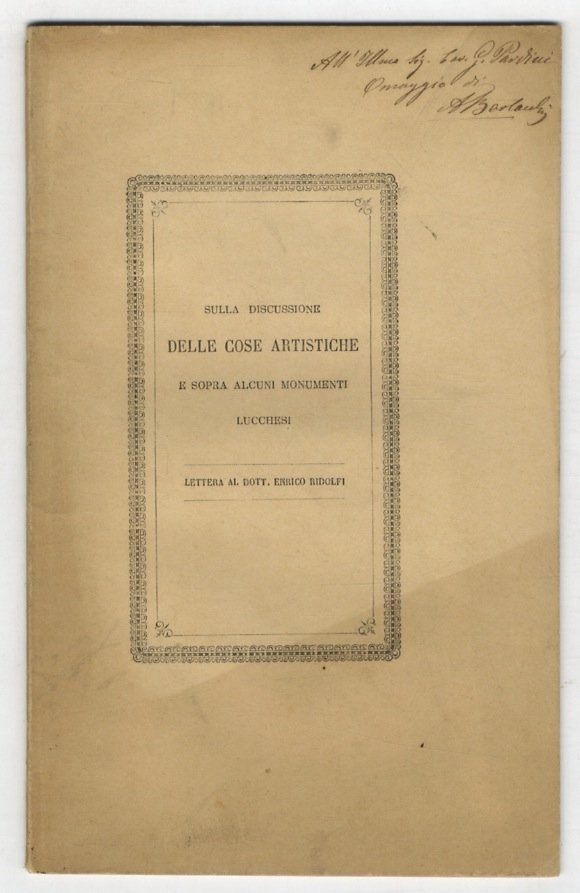 All' Illmo Sig. Cav. G. Pardini
Omaggio di
SULLA DISCUSSIONE
DELLE COSE ARTISTICHE
E SOPRA ALCUNI MONUMENTI
LUCCHESI
LETTERA AL DOTT. ENRICO RIDOLFI